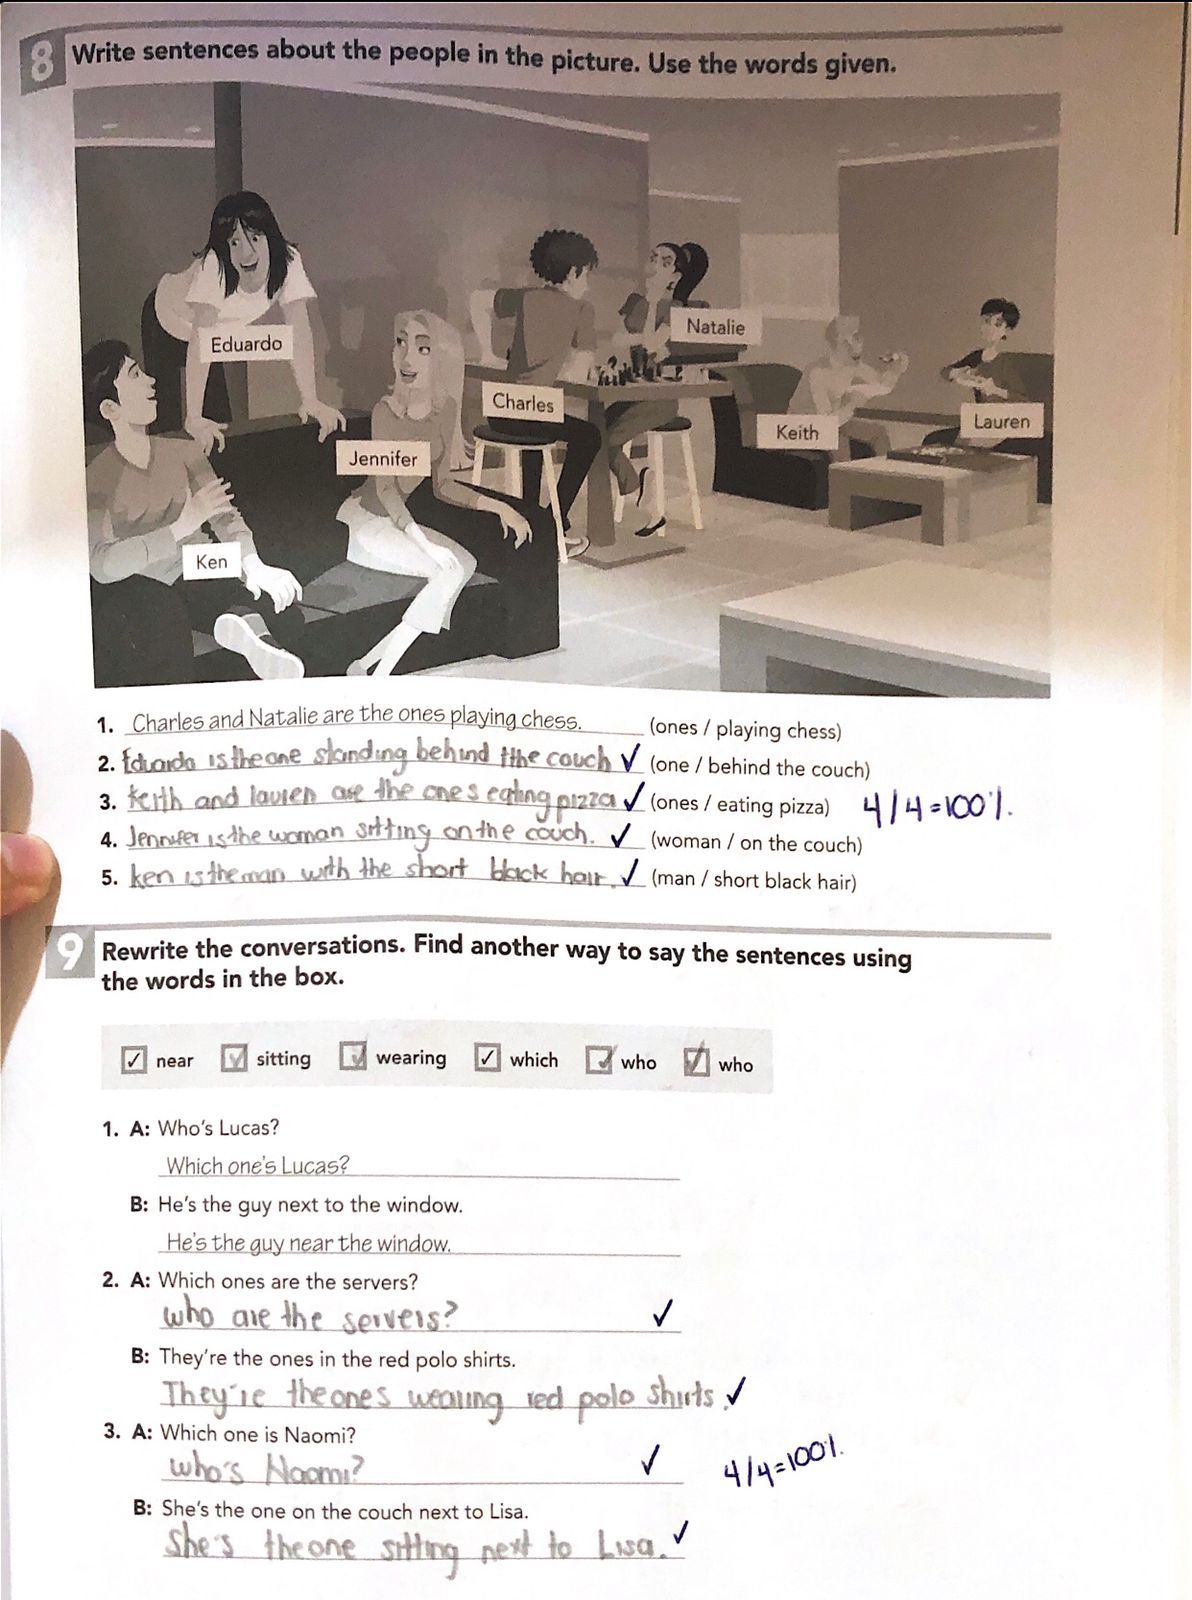 8 Write sentences about the people in the picture. Use the words given.
Eduardo
Natalie
Charles
Keith
Lauren
Jennifer
Ken
1. Charles and Natalie are the ones playing chess. (ones / playing chess)
2. Eduardo is the one standing behind tthe couch ✓ (one / behind the couch)
3. Keith and lauren are the ones eating pizza ✓ (ones / eating pizza) 4/4=100%.
4. Jennifer is the woman sitting on the couch. ✓ (woman / on the couch)
5. ken is the man with the short black hair. ✓ (man / short black hair)
9 Rewrite the conversations. Find another way to say the sentences using
the words in the box.
✓ near ✓ sitting ✓ wearing ✓ which ✓ who ✓ who
1. A: Who's Lucas?
Which one's Lucas?
B: He's the guy next to the window.
He's the guy near the window.
2. A: Which ones are the servers?
who are the servers? ✓
B: They're the ones in the red polo shirts.
They're the ones wearing red polo shirts. ✓
3. A: Which one is Naomi?
who's Naomi? ✓ 4/4=100%.
B: She's the one on the couch next to Lisa.
She's the one sitting next to Lisa. ✓